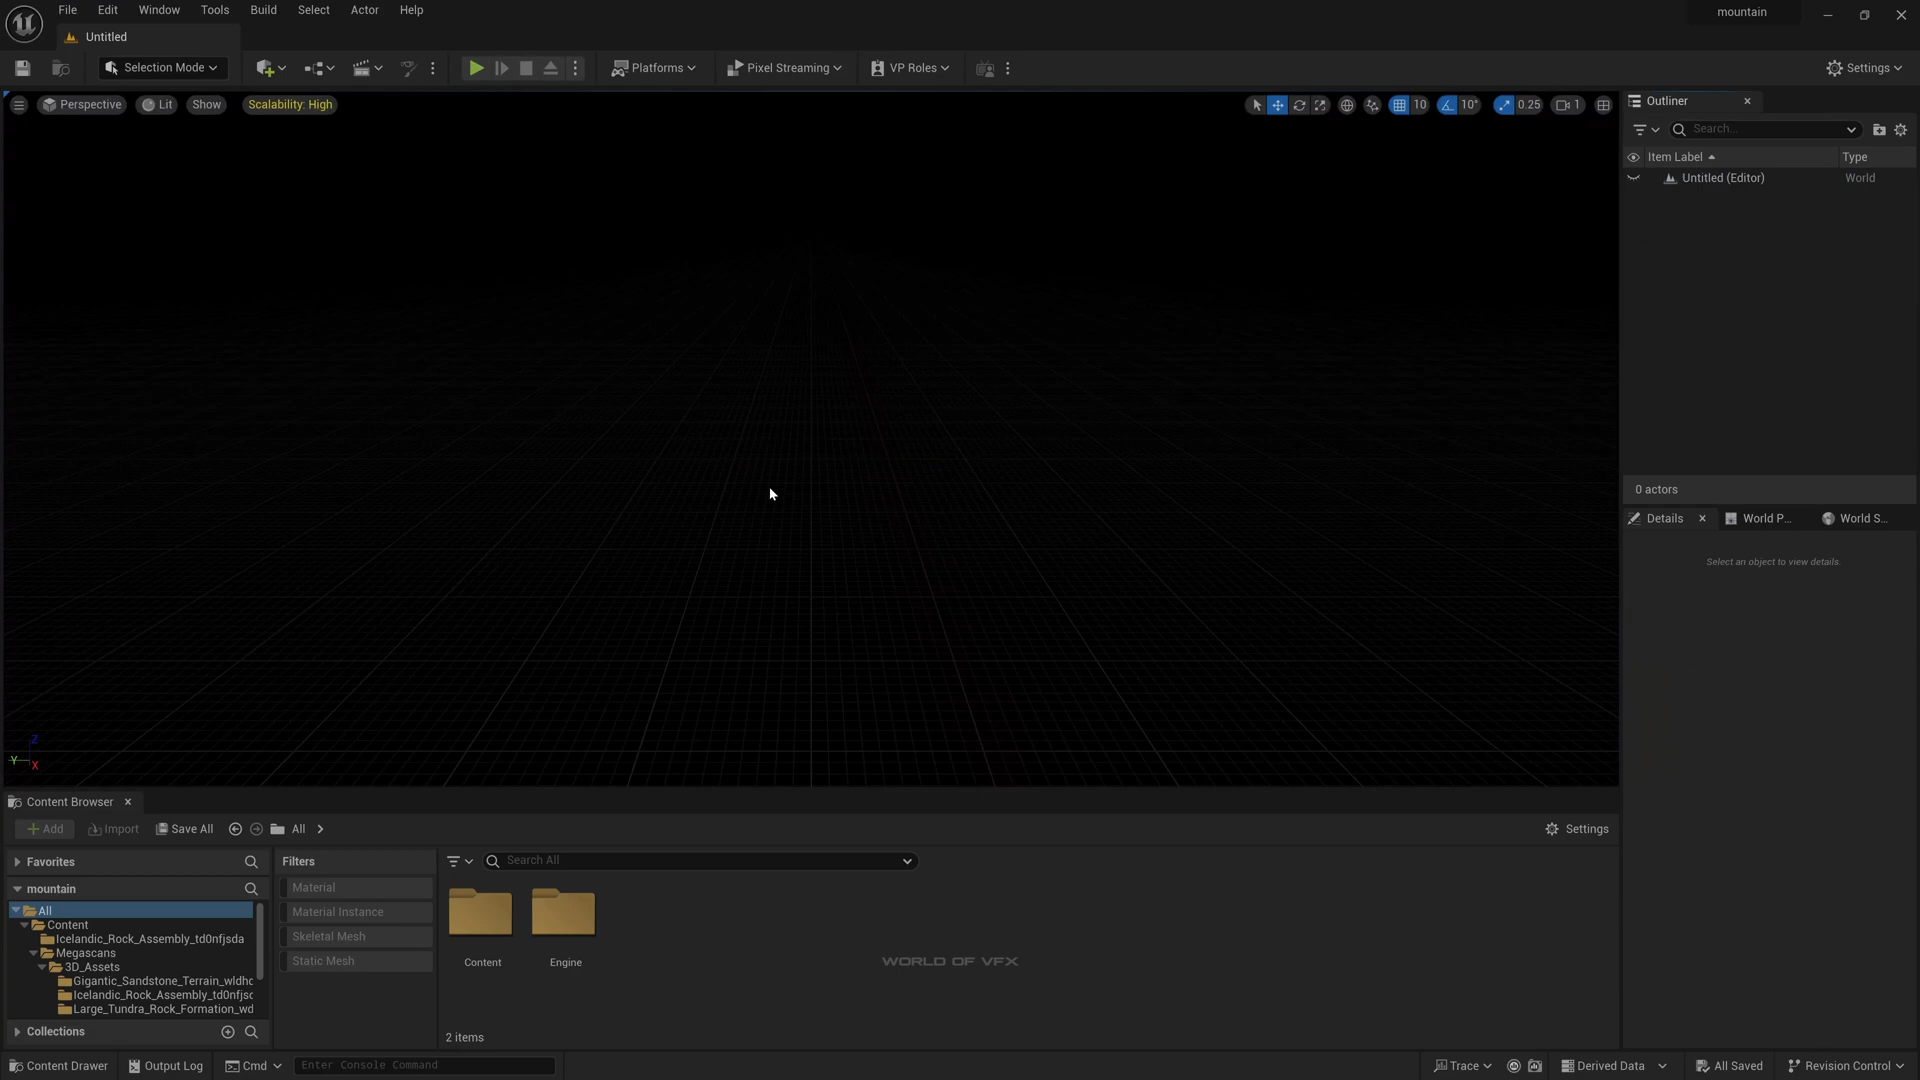 File Edit Window Tools Build Select Actor Help
mountain
Untitled
Selection Mode
Platforms
Pixel Streaming
VP Roles
Settings
Perspective
Lit
Show
Scalability: High
10
10°
0.25
1
Outliner
Search...
Item Label
Type
Untitled (Editor)
World
0 actors
Details
World P...
World S...
Select an object to view details.
Z
Y
X
Content Browser
Add
Import
Save All
All
Settings
Favorites
Filters
Search All
mountain
Material
All
Content
Material Instance
Icelandic_Rock_Assembly_td0nfjsda
Skeletal Mesh
Megascans
Static Mesh
3D_Assets
Gigantic_Sandstone_Terrain_wldhc
Icelandic_Rock_Assembly_td0nfjsc
Large_Tundra_Rock_Formation_wd
Content
Engine
WORLD OF VFX
Collections
2 items
Content Drawer
Output Log
Cmd
Enter Console Command
Trace
Derived Data
All Saved
Revision Control